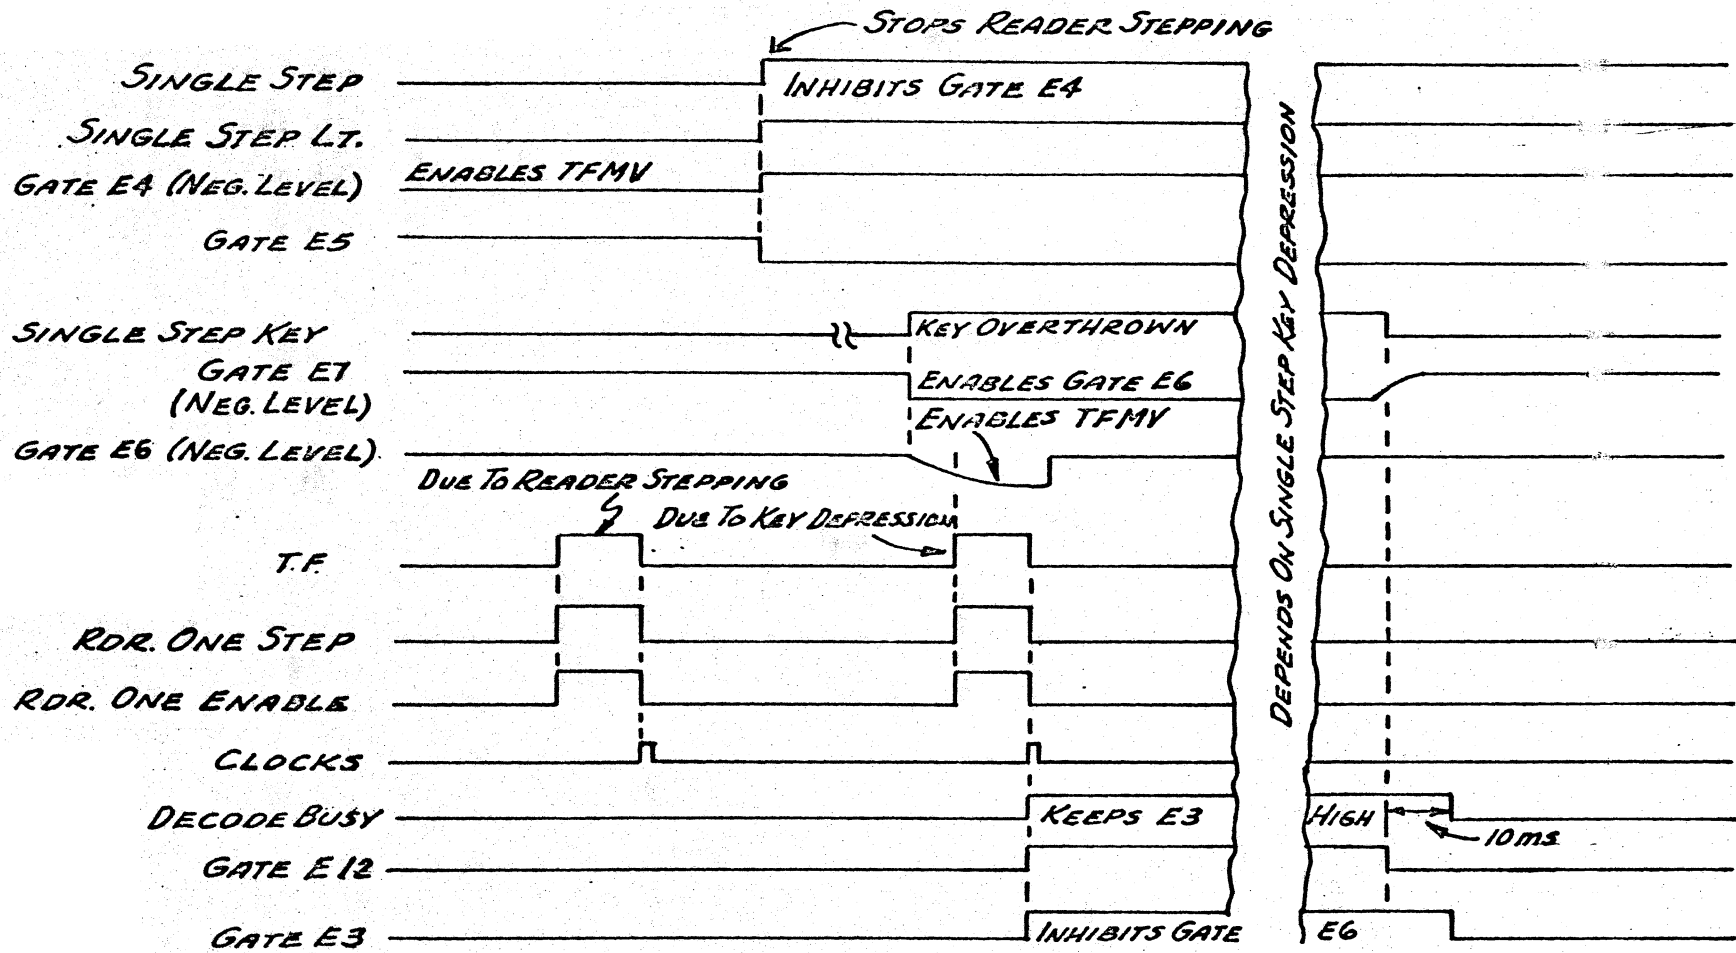 STOPS READER STEPPING
SINGLE STEP
INHIBITS GATE E4
SINGLE STEP LT.
GATE E4 (NEG. LEVEL)
ENABLES TFMV
GATE E5
SINGLE STEP KEY
KEY OVERTHROWN
GATE E7
(NEG. LEVEL)
ENABLES GATE E6
ENABLES TFMV
GATE E6 (NEG. LEVEL)
DUE TO READER STEPPING
DUE TO KEY DEPRESSION
T.F.
RDR. ONE STEP
RDR. ONE ENABLE
CLOCKS
DECODE BUSY
KEEPS E3
HIGH
10ms
GATE E12
GATE E3
INHIBITS GATE
E6
DEPENDS ON SINGLE STEP KEY DEPRESSION